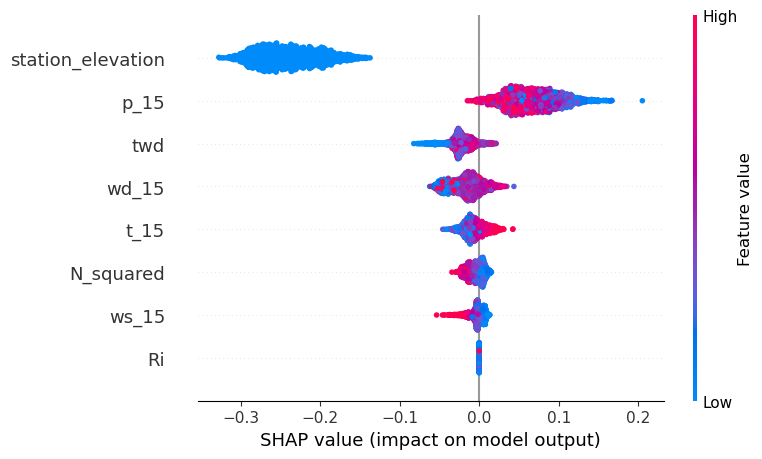 High
station_elevation
p_15
twd
wd_15
t_15
N_squared
ws_15
Ri
Feature value
Low
−0.3 −0.2 −0.1 0.0 0.1 0.2
SHAP value (impact on model output)